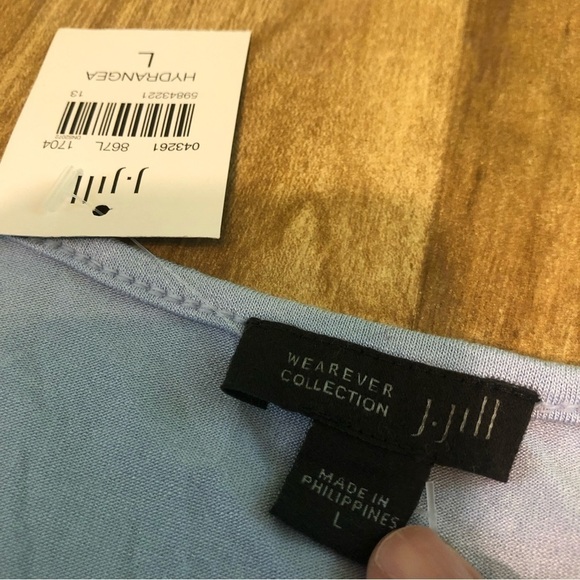 J.Jill
043261 867L 1704
59843221 13
HYDRANGEA
L
WEAREVER
COLLECTION
J.Jill
MADE IN
PHILIPPINES
L